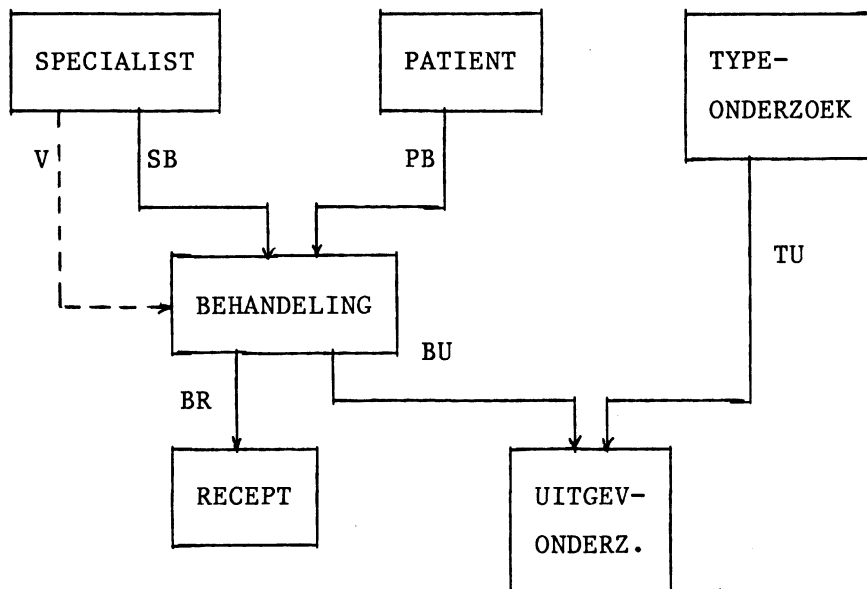 SPECIALIST
PATIENT
TYPE-
ONDERZOEK
V
SB
PB
TU
BEHANDELING
BU
BR
RECEPT
UITGEV-
ONDERZ.